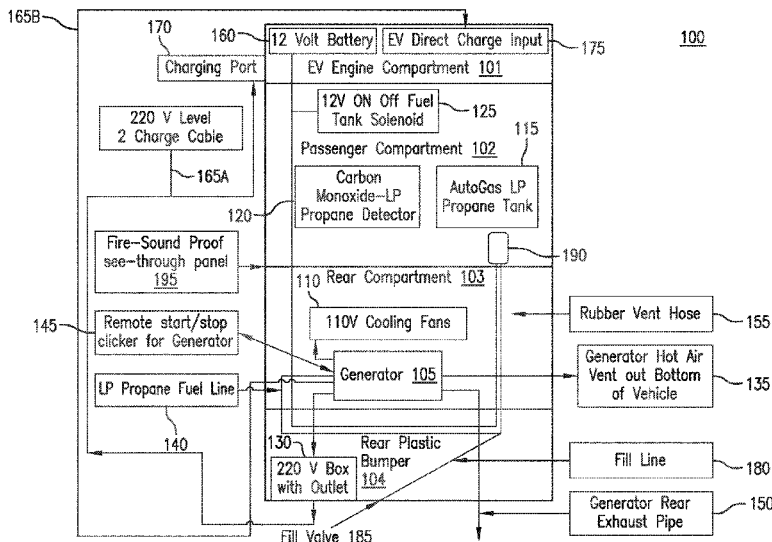 165B
170
160
12 Volt Battery
EV Direct Charge Input
175
100
Charging Port
EV Engine Compartment 101
220 V Level
2 Charge Cable
12V ON Off Fuel
Tank Solenoid
125
115
Passenger Compartment 102
165A
Carbon
Monoxide-LP
Propane Detector
AutoGas LP
Propane Tank
120
Fire-Sound Proof
see-through panel
195
190
Rear Compartment 103
110
145
Remote start/stop
clicker for Generator
110V Cooling Fans
Rubber Vent Hose
155
LP Propane Fuel Line
Generator 105
Generator Hot Air
Vent out Bottom
of Vehicle
135
140
130
Rear Plastic
Bumper
104
220 V Box
with Outlet
Fill Line
180
Fill Valve 185
Generator Rear
Exhaust Pipe
150